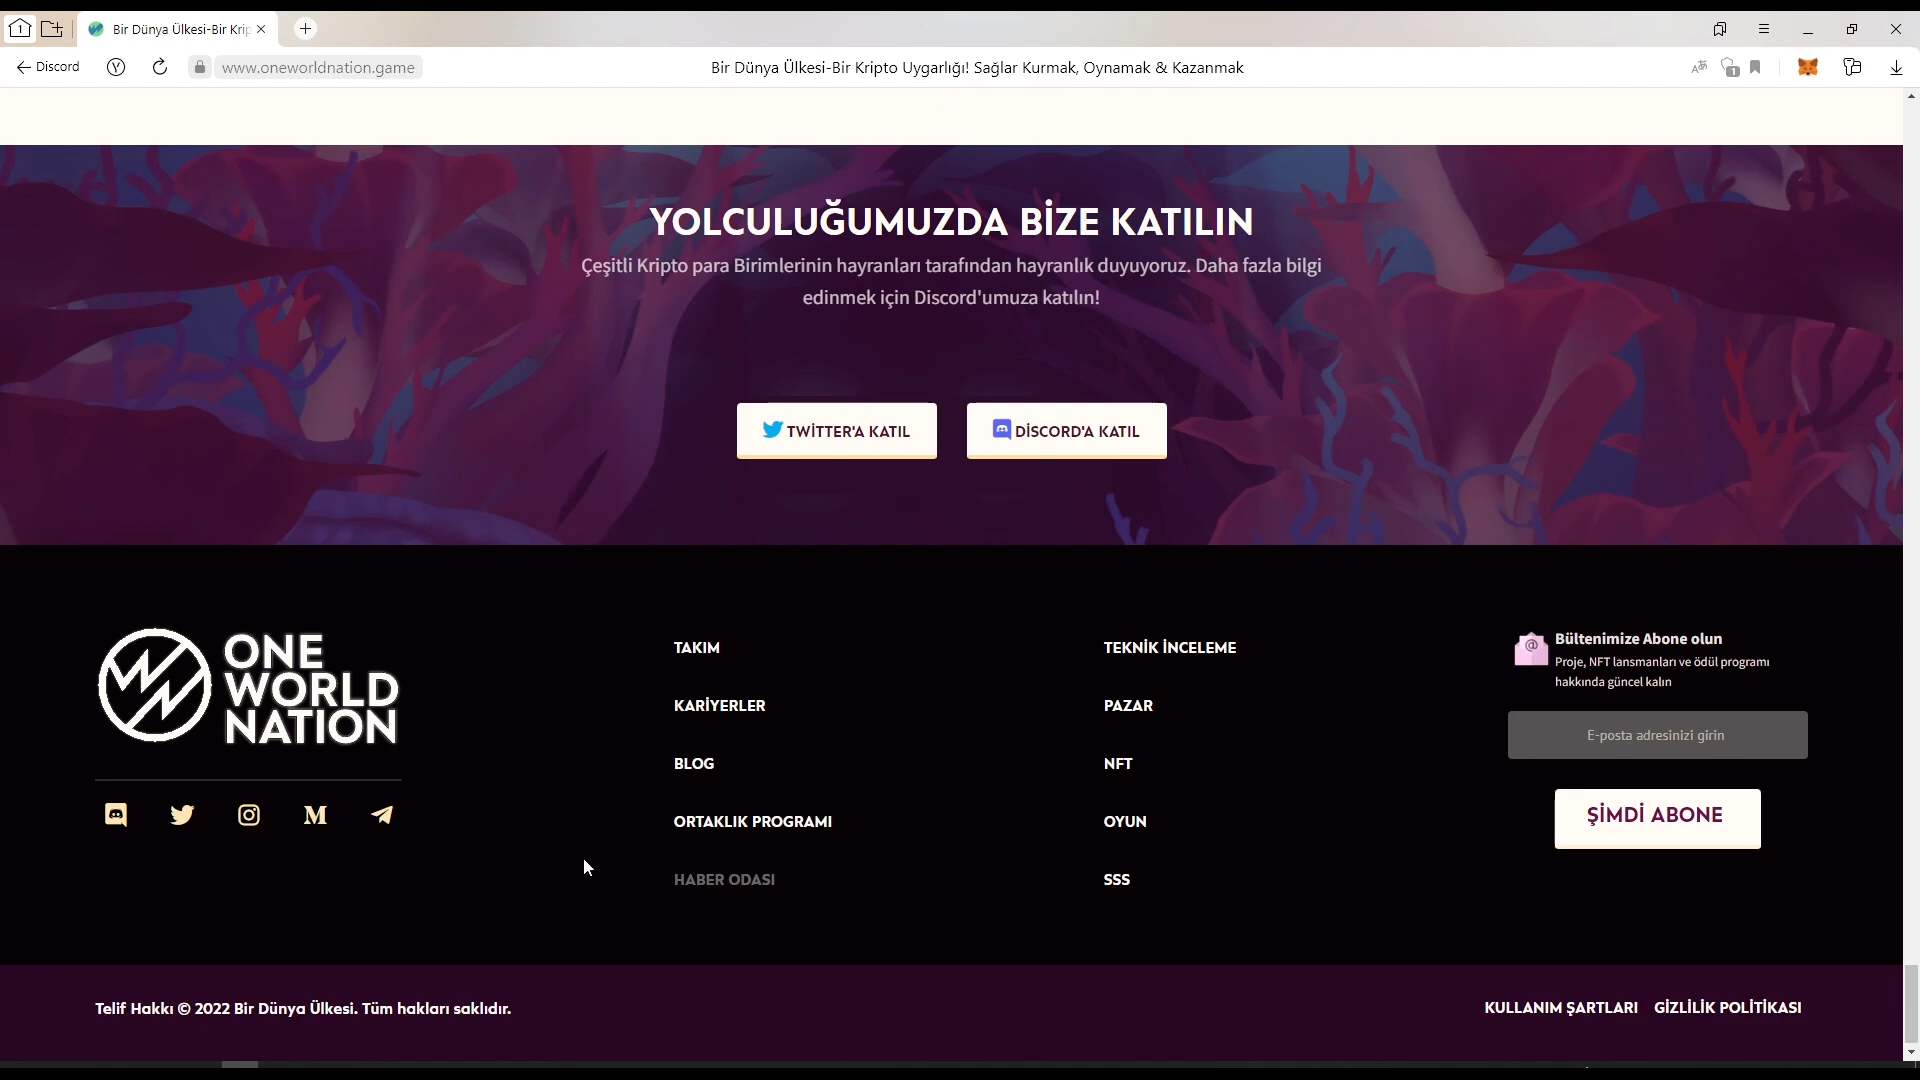 1
Bir Dünya Ülkesi-Bir Krip
Discord
www.oneworldnation.game
Bir Dünya Ülkesi-Bir Kripto Uygarlığı! Sağlar Kurmak, Oynamak & Kazanmak
1
YOLCULUĞUMUZDA BİZE KATILIN
Çeşitli Kripto para Birimlerinin hayranları tarafından hayranlık duyuyoruz. Daha fazla bilgi
edinmek için Discord'umuza katılın!
TWİTTER'A KATIL
DİSCORD'A KATIL
ONE
WORLD
NATION
TAKIM
KARİYERLER
BLOG
ORTAKLIK PROGRAMI
HABER ODASI
TEKNİK İNCELEME
PAZAR
NFT
OYUN
SSS
Bültenimize Abone olun
Proje, NFT lansmanları ve ödül programı
hakkında güncel kalın
E-posta adresinizi girin
ŞİMDİ ABONE
Telif Hakkı © 2022 Bir Dünya Ülkesi. Tüm hakları saklıdır.
KULLANIM ŞARTLARI GİZLİLİK POLİTİKASI